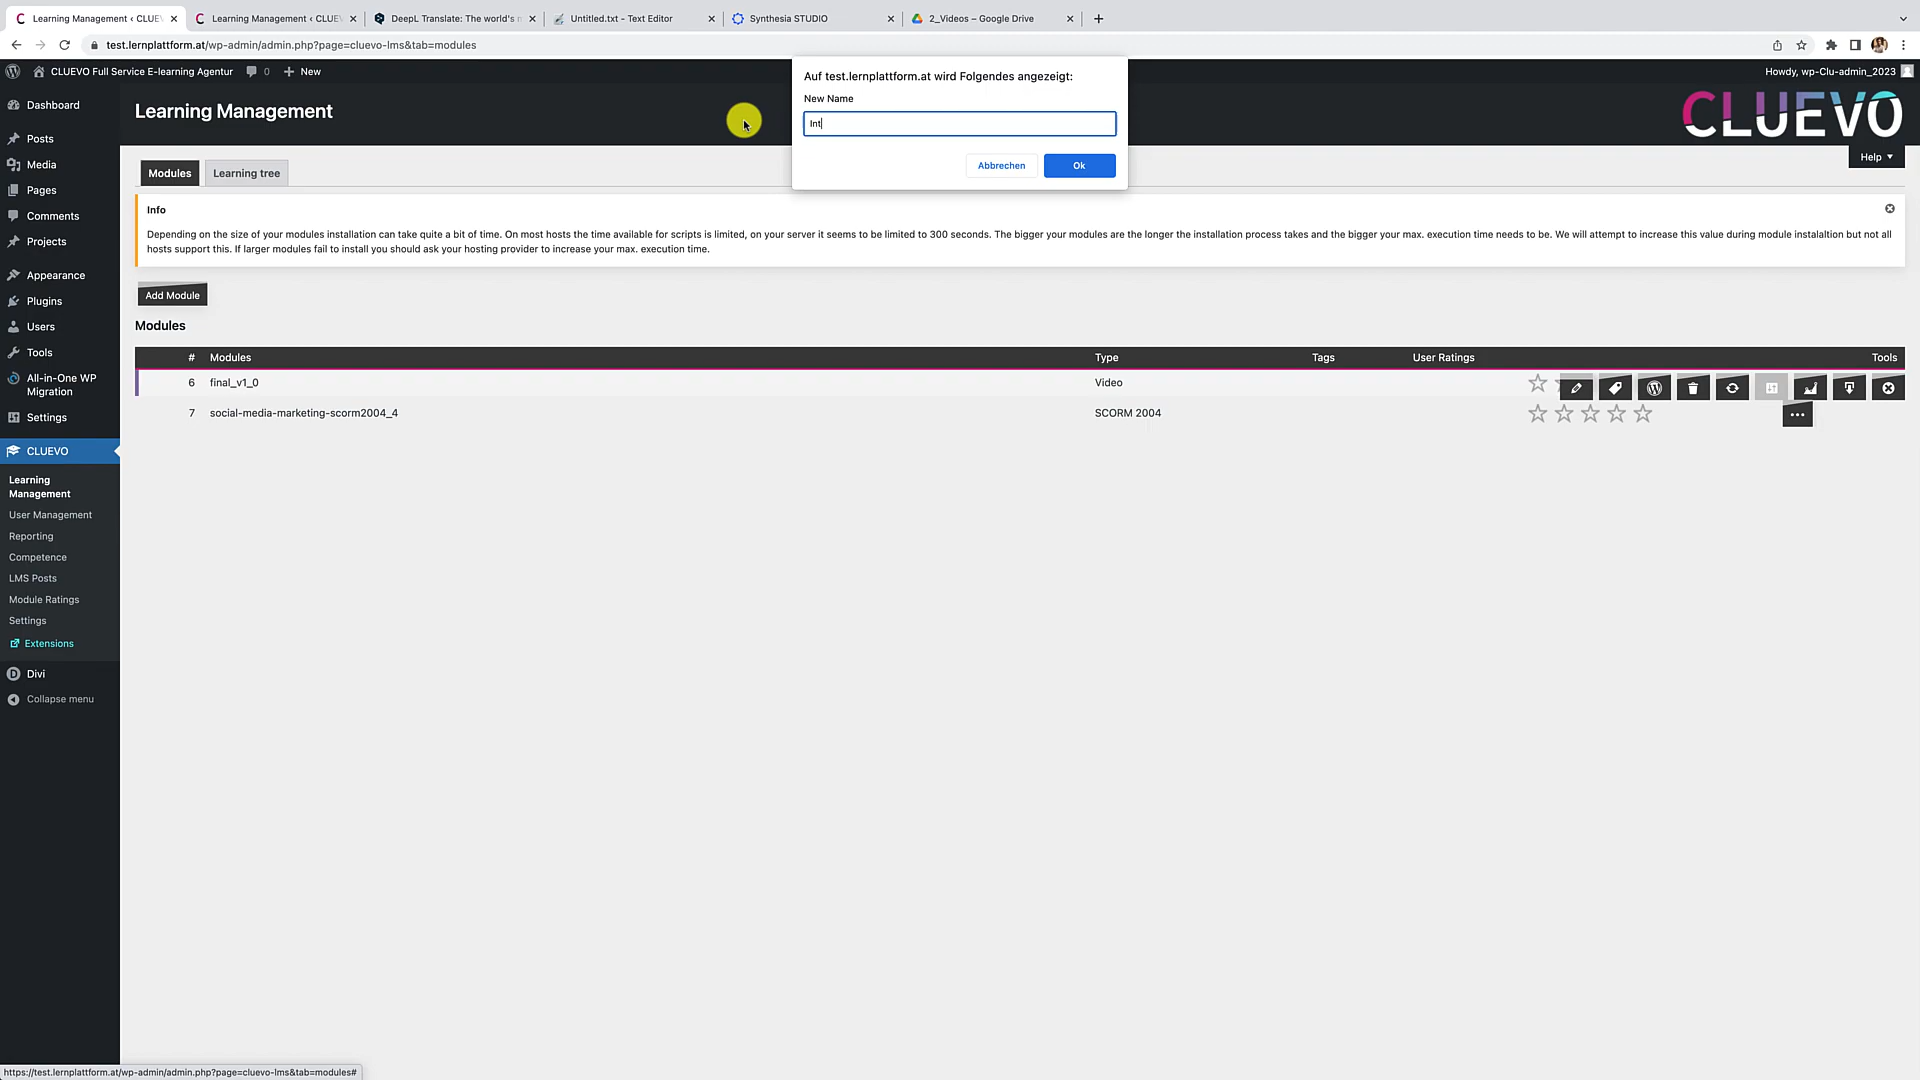 Learning Management ‹ CLUEV
Learning Management ‹ CLUEV
DeepL Translate: The world's m
Untitled.txt - Text Editor
Synthesia STUDIO
2_Videos – Google Drive
test.lernplattform.at/wp-admin/admin.php?page=cluevo-lms&tab=modules
CLUEVO Full Service E-learning Agentur
0
New
Howdy, wp-Clu-admin_2023
Auf test.lernplattform.at wird Folgendes angezeigt:
New Name
Int
Abbrechen
Ok
Dashboard
Posts
Media
Pages
Comments
Projects
Appearance
Plugins
Users
Tools
All-in-One WP
Migration
Settings
CLUEVO
Learning
Management
User Management
Reporting
Competence
LMS Posts
Module Ratings
Settings
Extensions
Divi
Collapse menu
Learning Management
CLUEVO
Help ▼
Modules
Learning tree
Info
Depending on the size of your modules installation can take quite a bit of time. On most hosts the time available for scripts is limited, on your server it seems to be limited to 300 seconds. The bigger your modules are the longer the installation process takes and the bigger your max. execution time needs to be. We will attempt to increase this value during module instalaltion but not all
hosts support this. If larger modules fail to install you should ask your hosting provider to increase your max. execution time.
Add Module
Modules
# Modules Type Tags User Ratings Tools
6 final_v1_0 Video
7 social-media-marketing-scorm2004_4 SCORM 2004
https://test.lernplattform.at/wp-admin/admin.php?page=cluevo-lms&tab=modules#